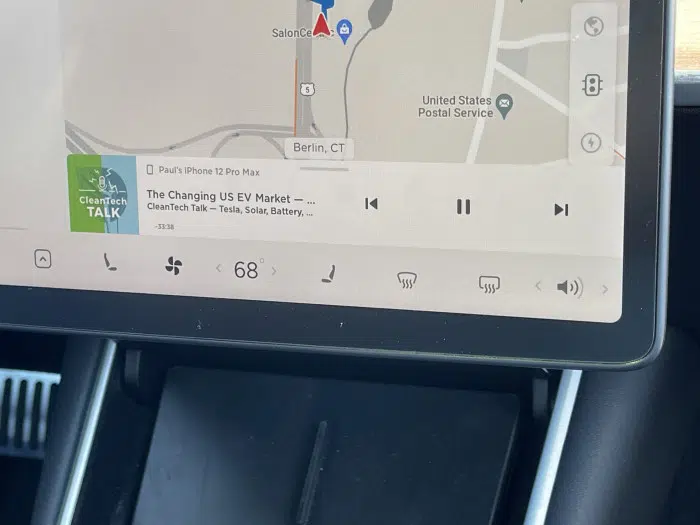 SalonCe
5
United States
Postal Service
Berlin, CT
Paul's iPhone 12 Pro Max
CleanTech
TALK
The Changing US EV Market — ...
CleanTech Talk — Tesla, Solar, Battery, ...
-33:38
68°